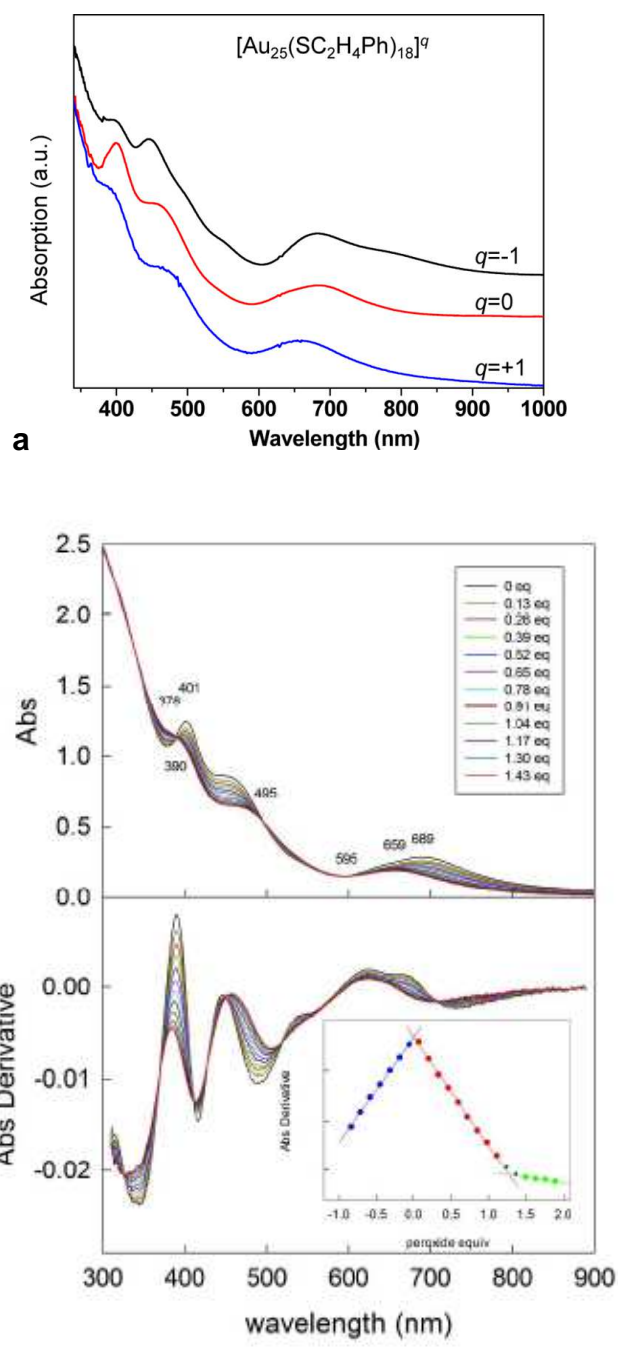 [Au25(SC2H4Ph)18]q
Absorption (a.u.)
q=-1
q=0
q=+1
400 500 600 700 800 900 1000
Wavelength (nm)
a
2.5
2.0
1.5
1.0
0.5
0.0
Abs
378 401
390
495
595
659 689
0 eq
0.13 eq
0.26 eq
0.39 eq
0.52 eq
0.65 eq
0.78 eq
0.91 eq
1.04 eq
1.17 eq
1.30 eq
1.43 eq
0.00
-0.01
-0.02
Abs Derivative
Abs Derivative
-1.0 -0.5 0.0 0.5 1.0 1.5 2.0
peroxide equiv
300 400 500 600 700 800 900
wavelength (nm)